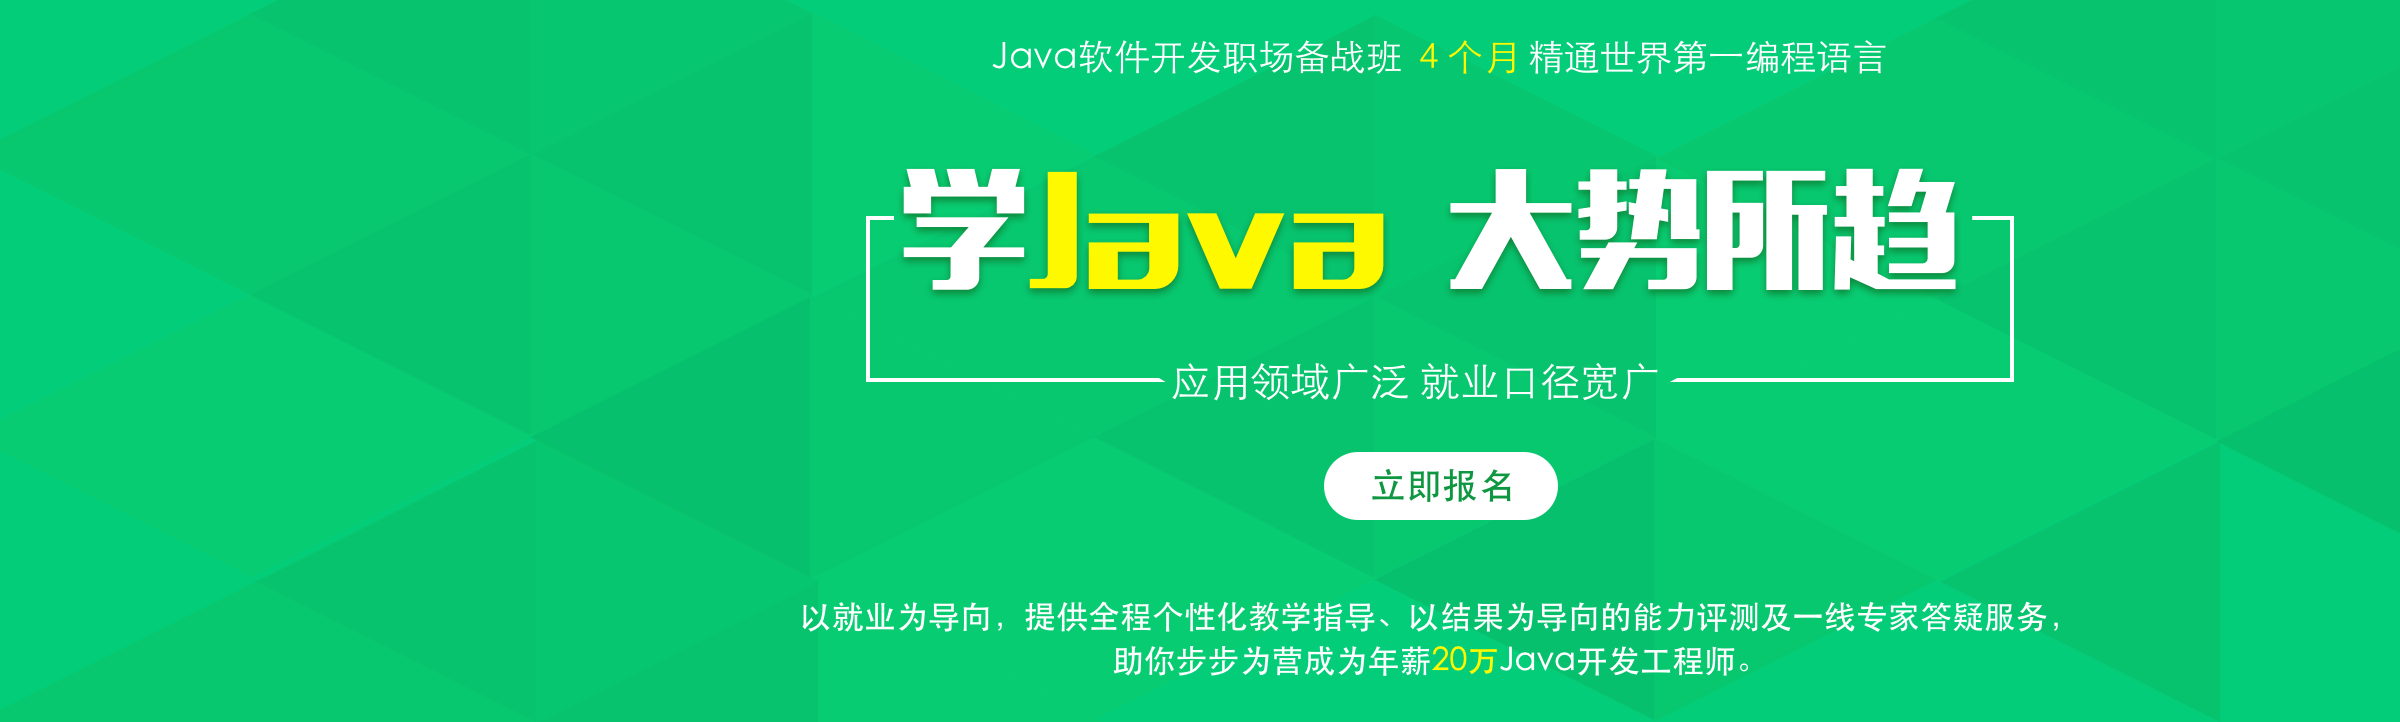 Java软件开发职场备战班 4个月 精通世界第一编程语言
学Java 大势所趋
应用领域广泛 就业口径宽广
立即报名
以就业为导向，提供全程个性化教学指导、以结果为导向的能力评测及一线专家答疑服务，
助你步步为营成为年薪20万Java开发工程师。